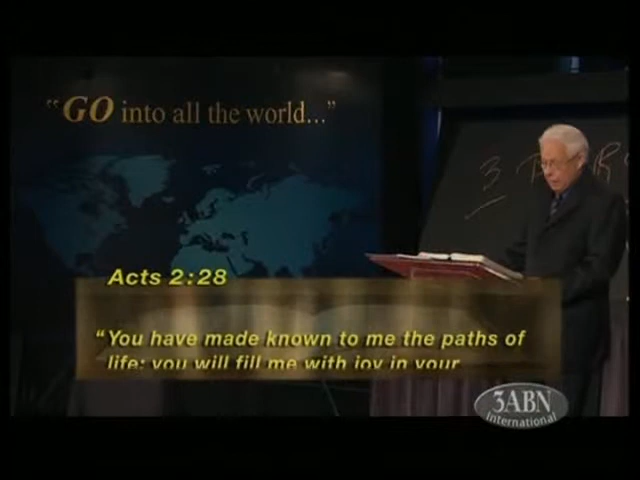 "GO into all the world..."
3 T
Acts 2:28
"You have made known to me the paths of
life; you will fill me with joy in your
3ABN
International